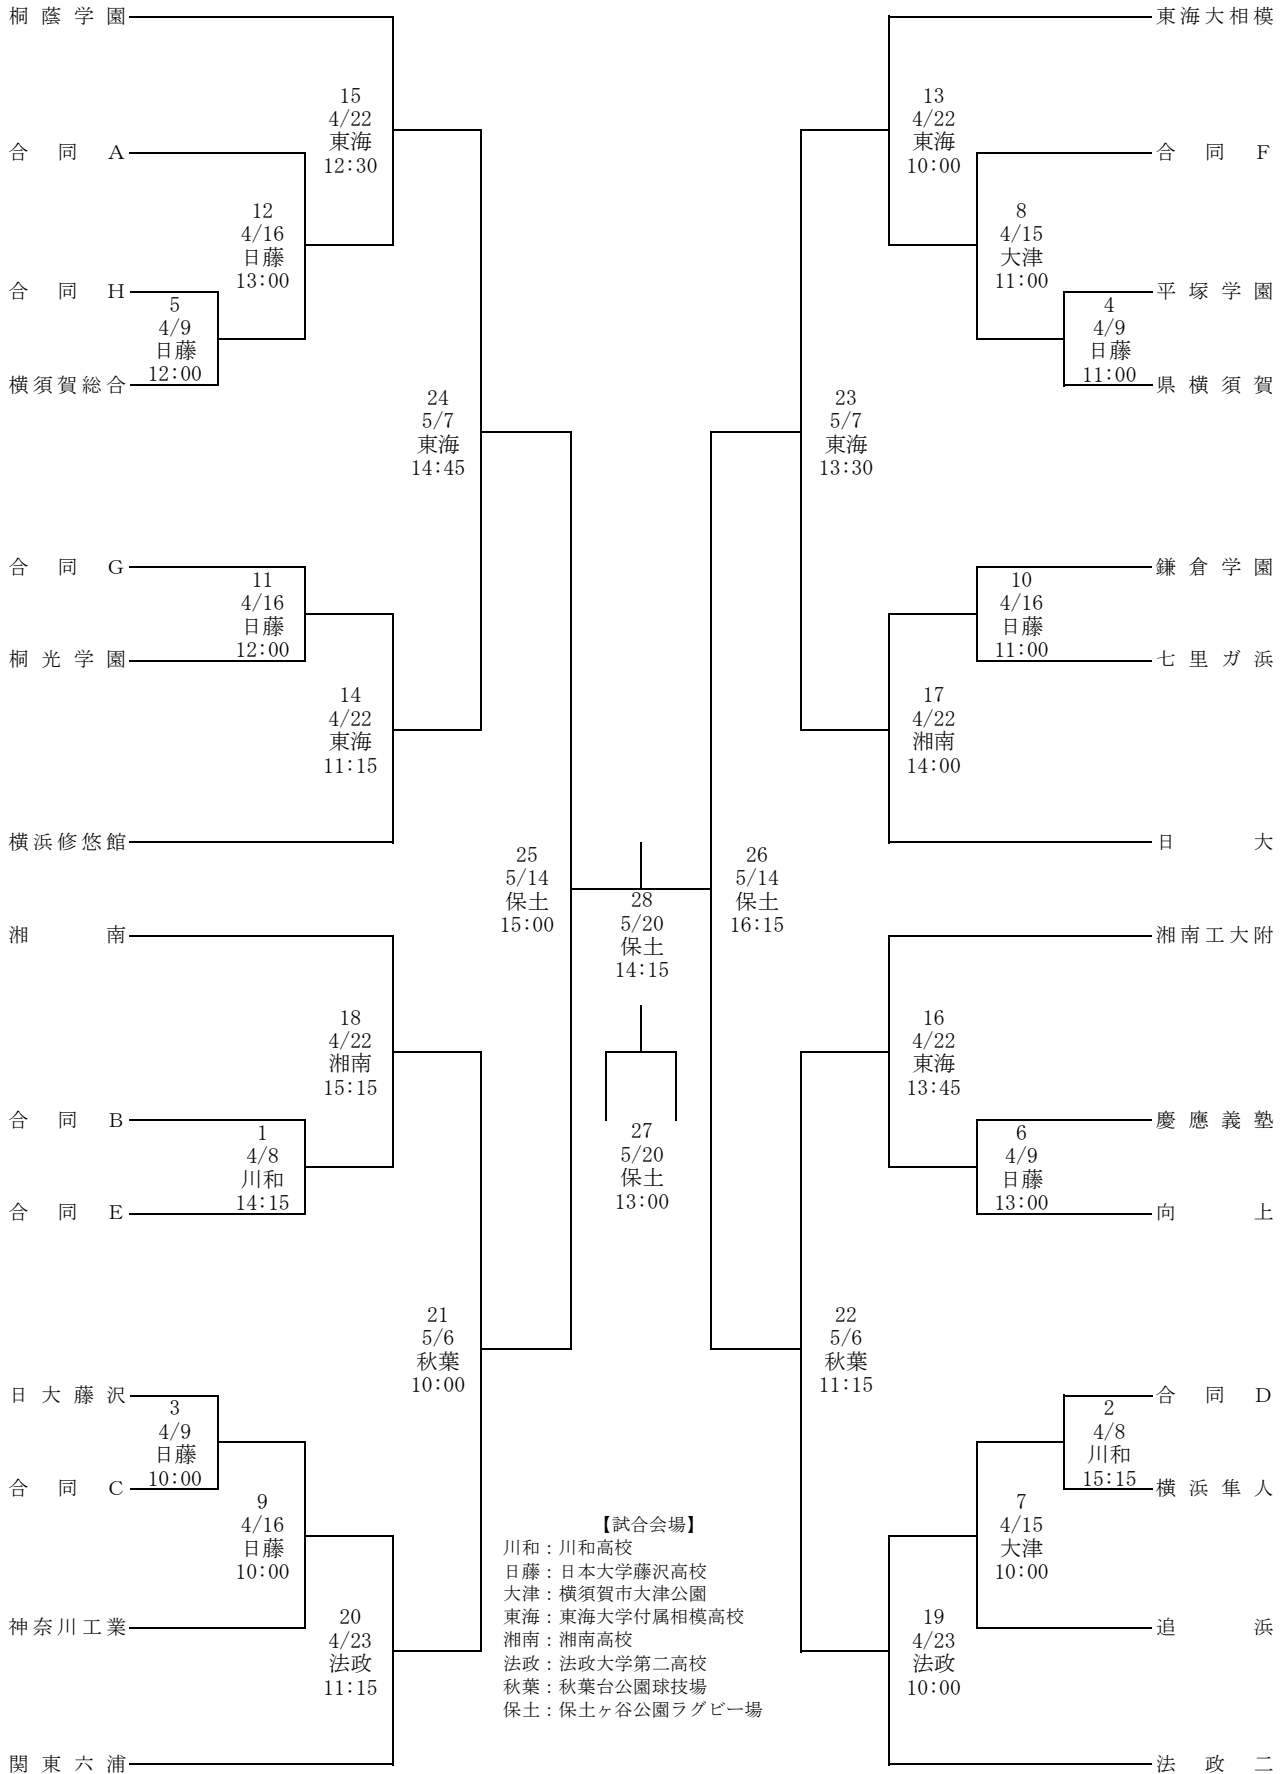 桐蔭学園
15
4/22
東海
12:30
合同A
12
4/16
日藤
13:00
合同H
5
4/9
日藤
12:00
横須賀総合
24
5/7
東海
14:45
合同G
11
4/16
日藤
12:00
桐光学園
14
4/22
東海
11:15
横浜修悠館
25
5/14
保土
15:00
湘南
18
4/22
湘南
15:15
合同B
1
4/8
川和
14:15
合同E
21
5/6
秋葉
10:00
日大藤沢
3
4/9
日藤
10:00
合同C
9
4/16
日藤
10:00
神奈川工業
20
4/23
法政
11:15
関東六浦
28
5/20
保土
14:15
27
5/20
保土
13:00
【試合会場】
川和：川和高校
日藤：日本大学藤沢高校
大津：横須賀市大津公園
東海：東海大学付属相模高校
湘南：湘南高校
法政：法政大学第二高校
秋葉：秋葉台公園球技場
保土：保土ヶ谷公園ラグビー場
東海大相模
13
4/22
東海
10:00
合同F
8
4/15
大津
11:00
平塚学園
4
4/9
日藤
11:00
県横須賀
23
5/7
東海
13:30
鎌倉学園
10
4/16
日藤
11:00
七里ガ浜
17
4/22
湘南
14:00
日大
26
5/14
保土
16:15
湘南工大附
16
4/22
東海
13:45
慶應義塾
6
4/9
日藤
13:00
向上
22
5/6
秋葉
11:15
合同D
2
4/8
川和
15:15
横浜隼人
7
4/15
大津
10:00
追浜
19
4/23
法政
10:00
法政二